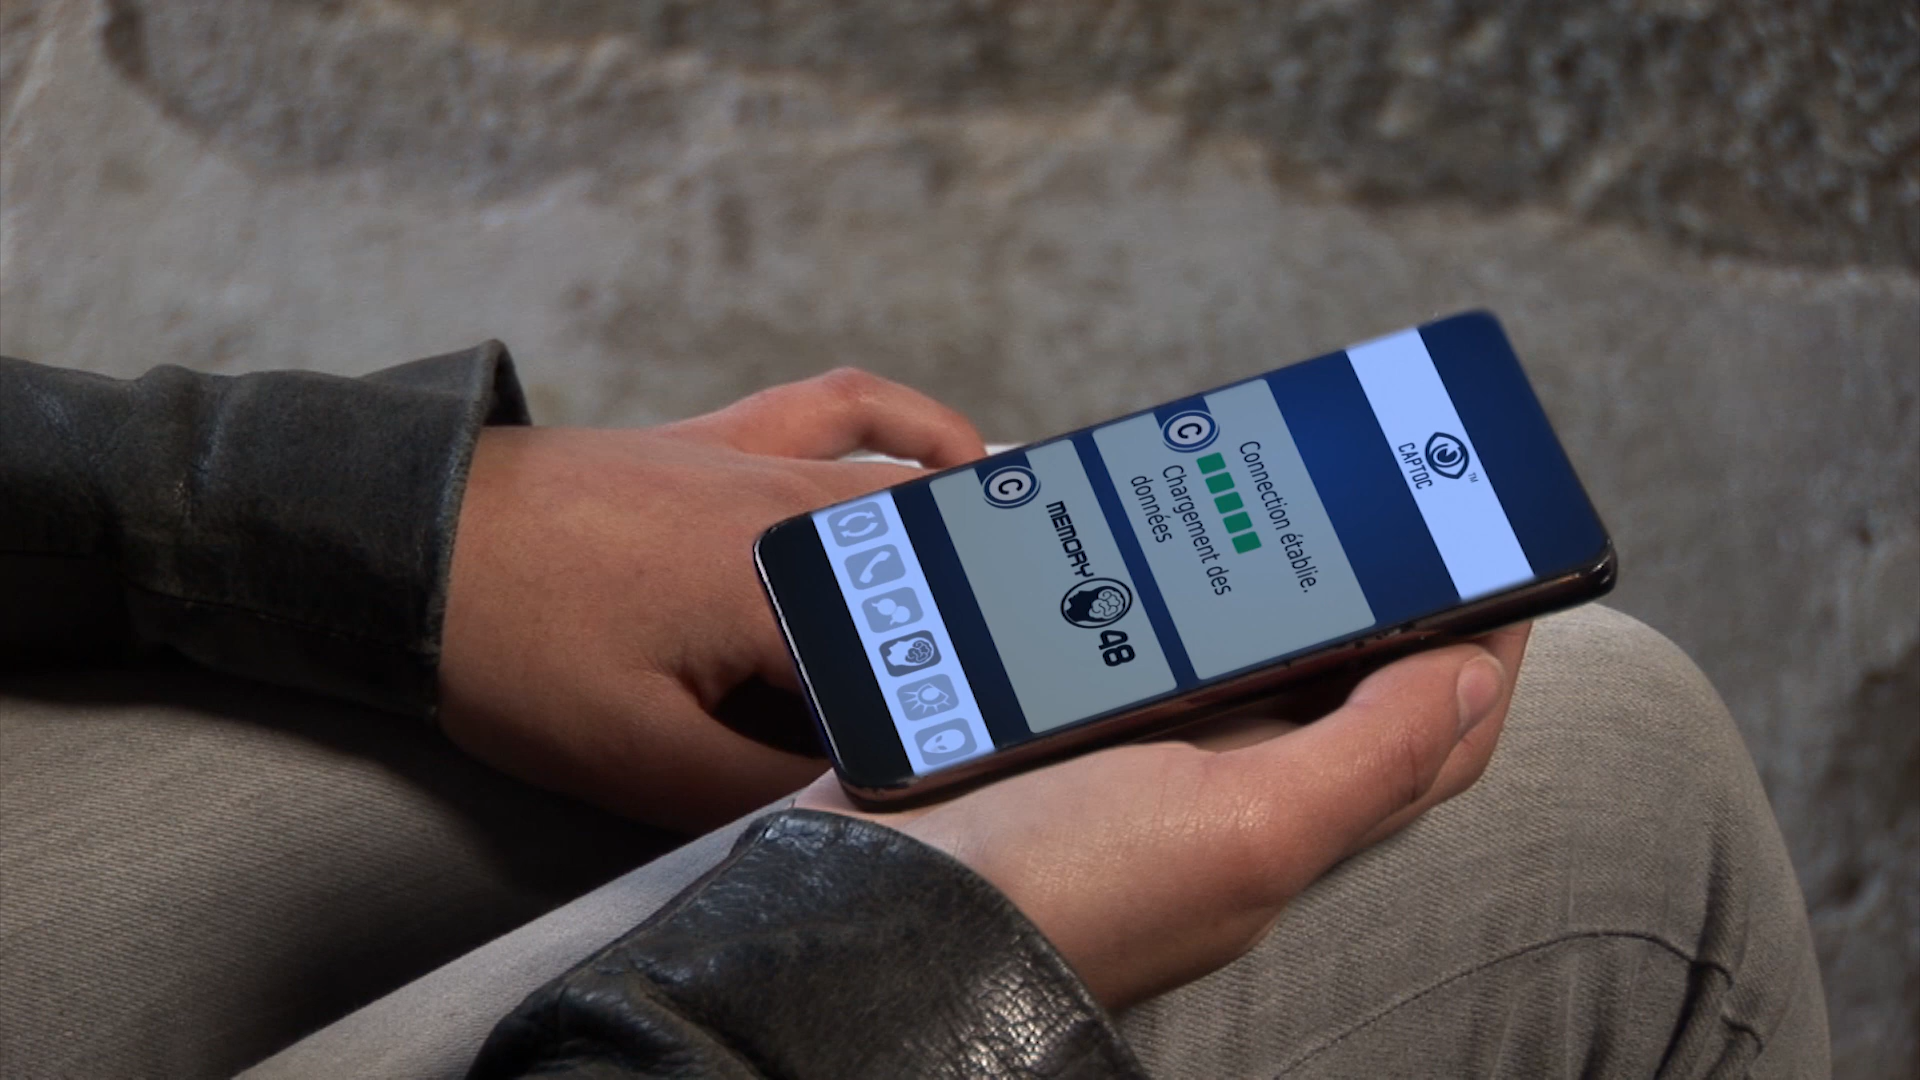 CAPTOC
TM
C
Connection établie.
Chargement des
données
C
MEMORY
48